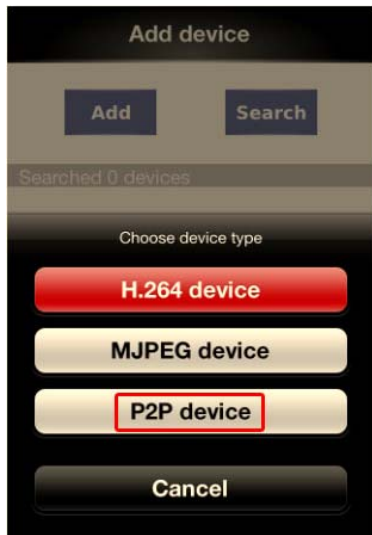 Add device
Add Search
Searched 0 devices
Choose device type
H.264 device
MJPEG device
P2P device
Cancel